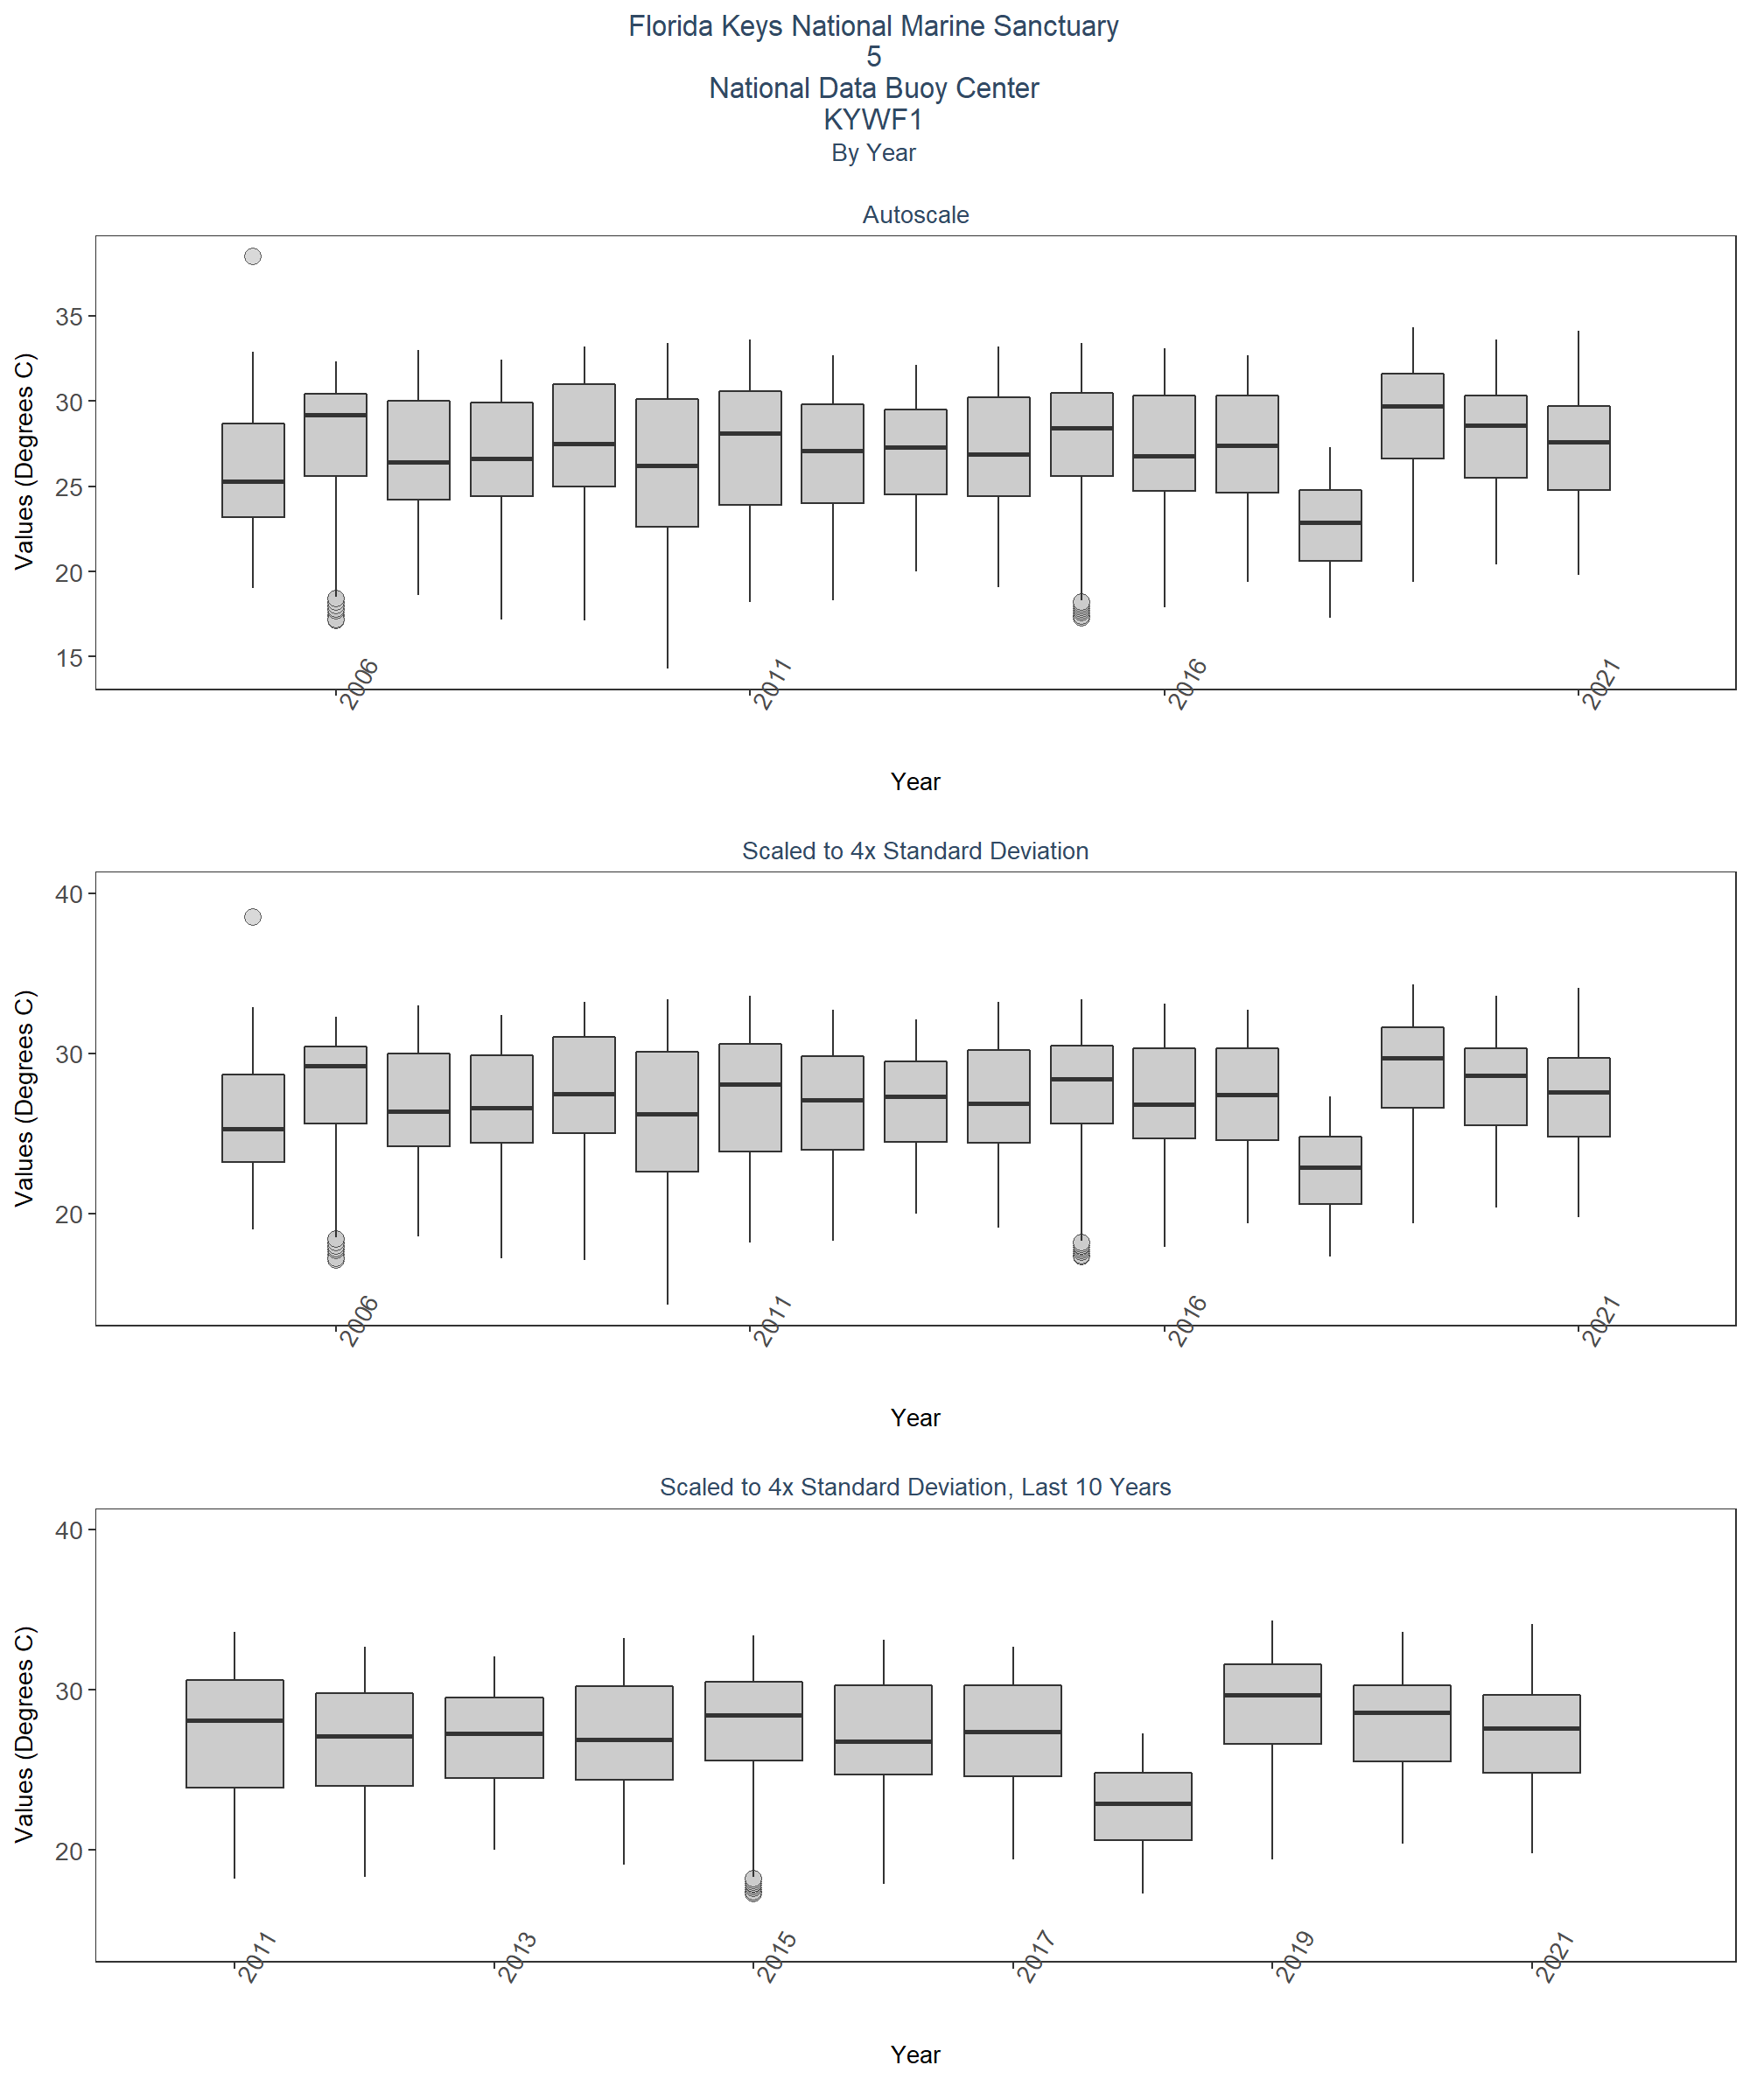 Florida Keys National Marine Sanctuary
5
National Data Buoy Center
KYWF1
By Year
Autoscale
Values (Degrees C)
35
30
25
20
15
2006
2011
2016
2021
Year
Scaled to 4x Standard Deviation
Values (Degrees C)
40
30
20
2006
2011
2016
2021
Year
Scaled to 4x Standard Deviation, Last 10 Years
Values (Degrees C)
40
30
20
2011
2013
2015
2017
2019
2021
Year